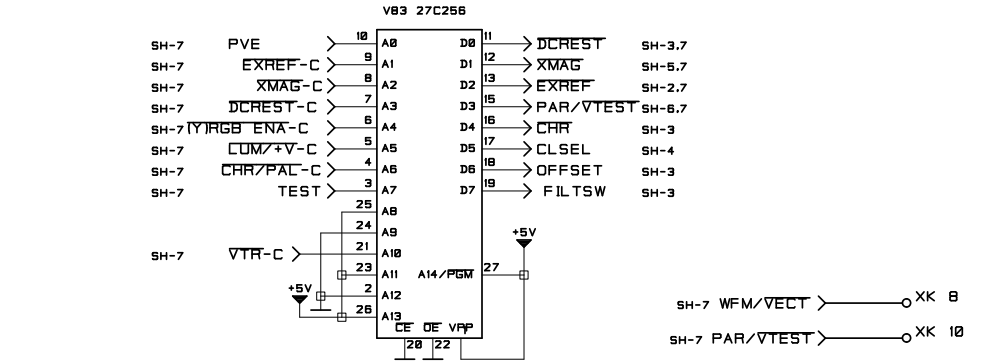 V83 27C256
SH-7 PVE 10 A0 D0 11 DCREST SH-3.7
SH-7 EXREF-C 9 A1 D1 12 XMAG SH-5.7
SH-7 XMAG-C 8 A2 D2 13 EXREF SH-2.7
SH-7 DCREST-C 7 A3 D3 15 PAR/VTEST SH-6.7
SH-7 (Y)RGB ENA-C 6 A4 D4 16 CHR SH-3
SH-7 LUM/+V-C 5 A5 D5 17 CLSEL SH-4
SH-7 CHR/PAL-C 4 A6 D6 18 OFFSET SH-3
SH-7 TEST 3 A7 D7 19 FILTSW SH-3
25 A8
24 A9 +5V
SH-7 VTR-C 21 A10
23 A11 A14/PGM 27
+5V 2 A12
26 A13
CE OE VPP
20 22
SH-7 WFM/VECT XK 8
SH-7 PAR/VTEST XK 10